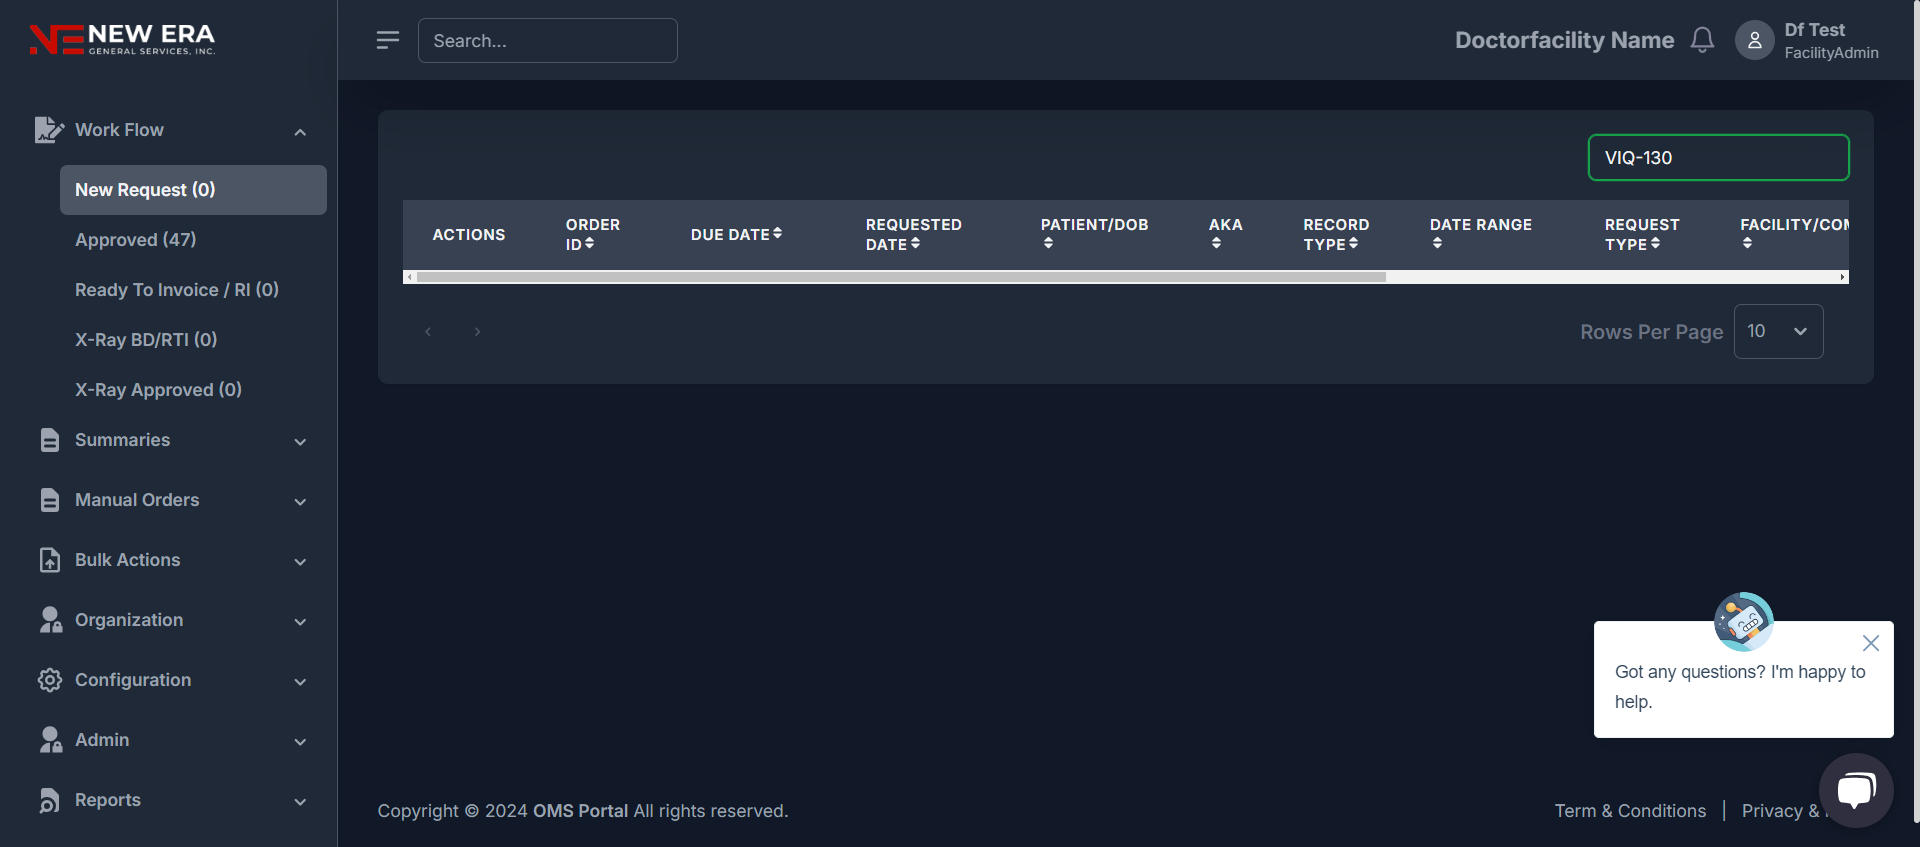 NEW ERA
GENERAL SERVICES, INC.
Search...
Doctorfacility Name
Df Test
FacilityAdmin
Work Flow
New Request (0)
Approved (47)
Ready To Invoice / RI (0)
X-Ray BD/RTI (0)
X-Ray Approved (0)
Summaries
Manual Orders
Bulk Actions
Organization
Configuration
Admin
Reports
VIQ-130
ACTIONS
ORDER
ID
DUE DATE
REQUESTED
DATE
PATIENT/DOB
AKA
RECORD
TYPE
DATE RANGE
REQUEST
TYPE
FACILITY/COM
Rows Per Page
10
Got any questions? I'm happy to
help.
Copyright © 2024 OMS Portal All rights reserved.
Term & Conditions | Privacy &